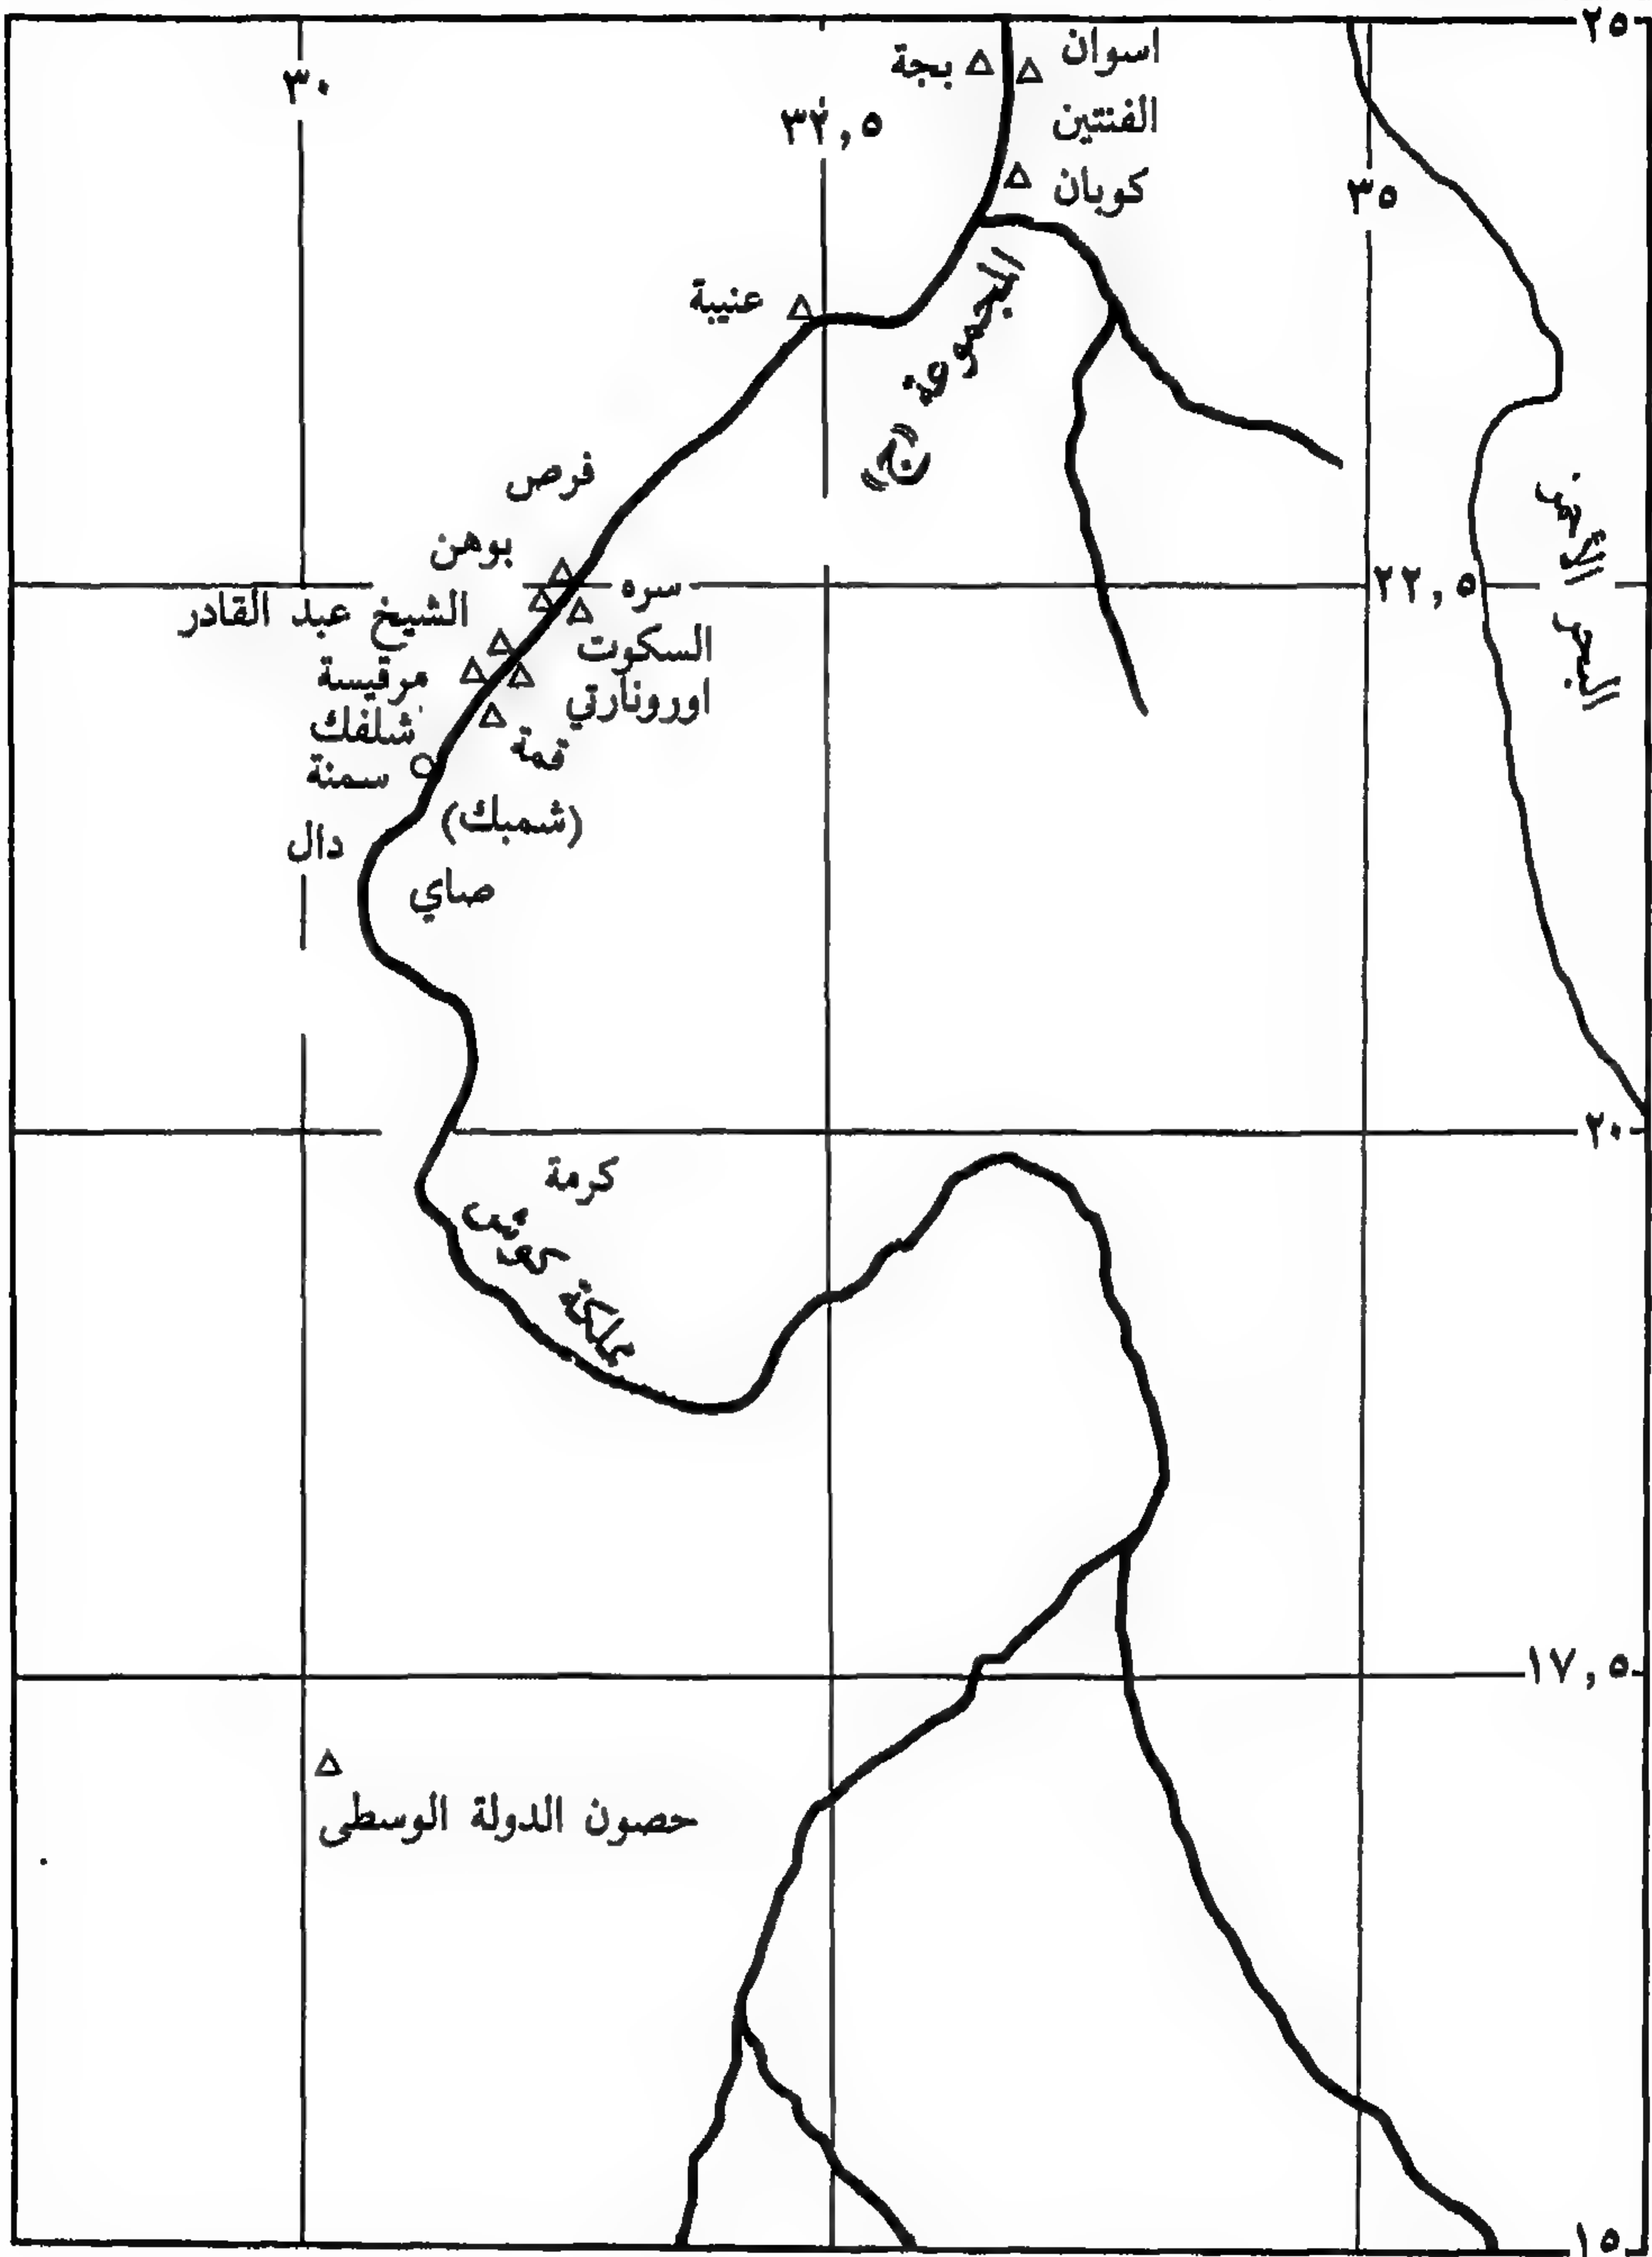 ٢٥
٣٠
٣٢,٥
٣٥
اسوان
بجة
الفنتين
كوبان
المجموعة
«ج»
عنيبة
فرص
بوهن
سره
٢٢,٥
الشيخ عبد القادر
السكوت
مرقيسة
اورونارتي
شلفك
قمة
سمنة
(شمبك)
دال
صاي
البحر الاحمر
٢٠
كرمة
مملكة كوش
١٧,٥
حصون الدولة الوسطى
١٥